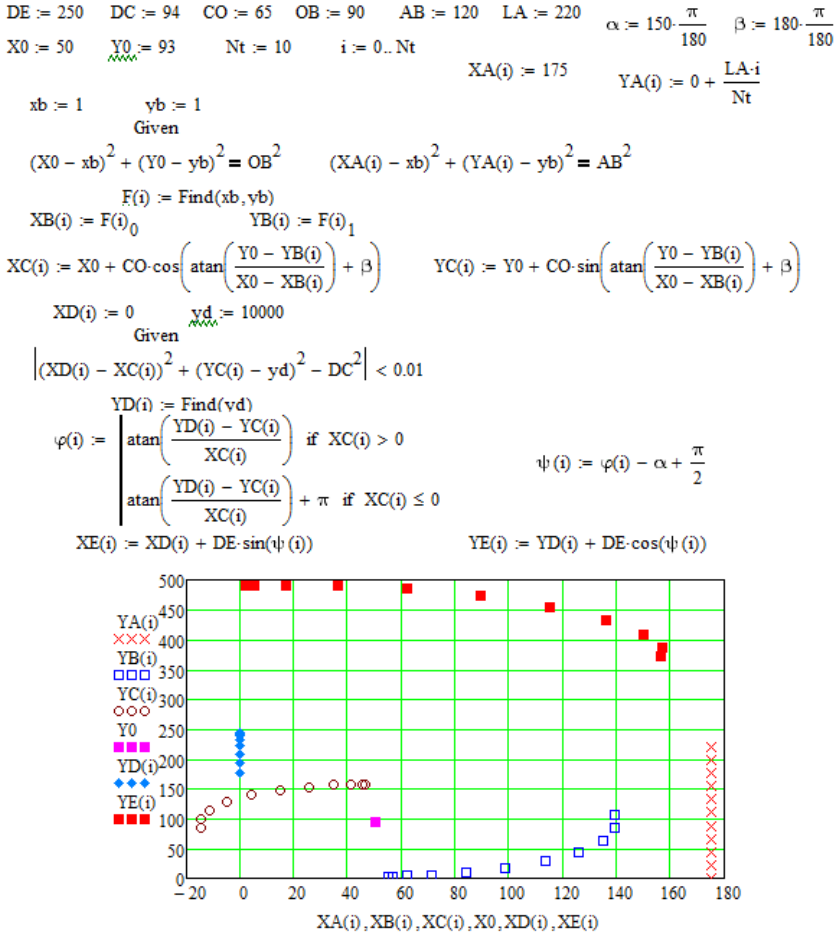 DE := 250 DC := 94 CO := 65 OB := 90 AB := 120 LA := 220 α := 150·π/180 β := 180·π/180
X0 := 50 Y0 := 93 Nt := 10 i := 0.. Nt
XA(i) := 175 YA(i) := 0 + LA·i/Nt
xb := 1 yb := 1
Given
(X0 − xb)² + (Y0 − yb)² = OB² (XA(i) − xb)² + (YA(i) − yb)² = AB²
F(i) := Find(xb,yb)
XB(i) := F(i)₀ YB(i) := F(i)₁
XC(i) := X0 + CO·cos(atan((Y0 − YB(i))/(X0 − XB(i))) + β) YC(i) := Y0 + CO·sin(atan((Y0 − YB(i))/(X0 − XB(i))) + β)
XD(i) := 0 yd := 10000
Given
|(XD(i) − XC(i))² + (YC(i) − yd)² − DC²| < 0.01
YD(i) := Find(yd)
φ(i) := atan((YD(i) − YC(i))/XC(i)) if XC(i) > 0
atan((YD(i) − YC(i))/XC(i)) + π if XC(i) ≤ 0
ψ(i) := φ(i) − α + π/2
XE(i) := XD(i) + DE·sin(ψ(i)) YE(i) := YD(i) + DE·cos(ψ(i))
500
450
400
350
300
250
200
150
100
50
0
YA(i)
YB(i)
YC(i)
Y0
YD(i)
YE(i)
−20 0 20 40 60 80 100 120 140 160 180
XA(i),XB(i),XC(i),X0,XD(i),XE(i)